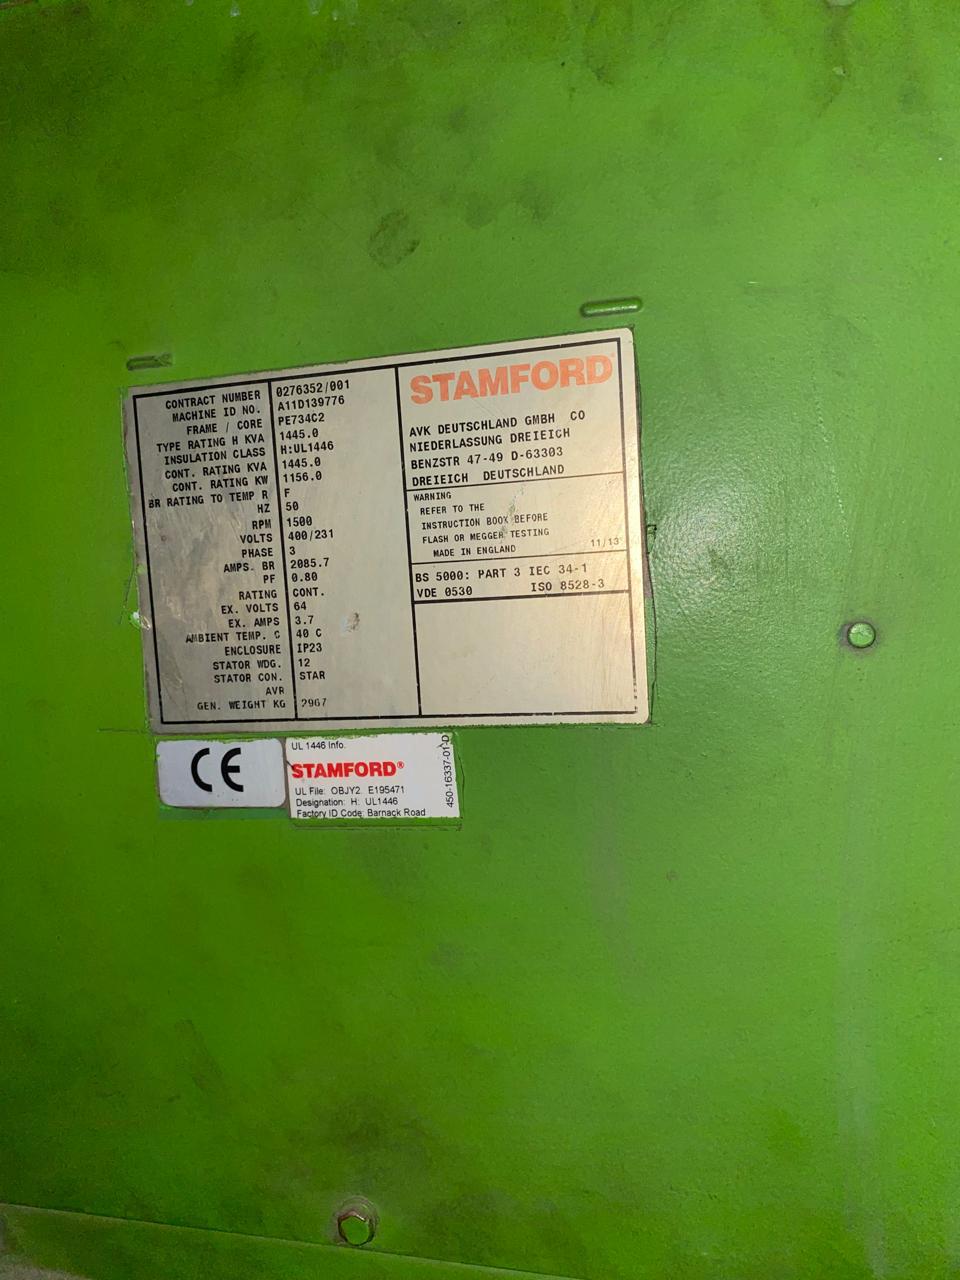 CONTRACT NUMBER 0276352/001
MACHINE ID NO. A11D139776
FRAME / CORE PE734C2
TYPE RATING H KVA 1445.0
INSULATION CLASS H:UL1446
CONT. RATING KVA 1445.0
CONT. RATING KW 1156.0
BR RATING TO TEMP R F
HZ 50
RPM 1500
VOLTS 400/231
PHASE 3
AMPS. BR 2085.7
PF 0.80
RATING CONT.
EX. VOLTS 64
EX. AMPS 3.7
AMBIENT TEMP. C 40 C
ENCLOSURE IP23
STATOR WDG. 12
STATOR CON. STAR
AVR
GEN. WEIGHT KG 2967
STAMFORD
AVK DEUTSCHLAND GMBH CO
NIEDERLASSUNG DREIEICH
BENZSTR 47-49 D-63303
DREIEICH DEUTSCHLAND
WARNING
REFER TO THE
INSTRUCTION BOOK BEFORE
FLASH OR MEGGER TESTING
MADE IN ENGLAND 11/13
BS 5000: PART 3 IEC 34-1
VDE 0530 ISO 8528-3
CE
UL 1446 Info.
STAMFORD®
UL File: OBJY2. E195471
Designation: H: UL1446
Factory ID Code: Barnack Road
450-16337-01-D